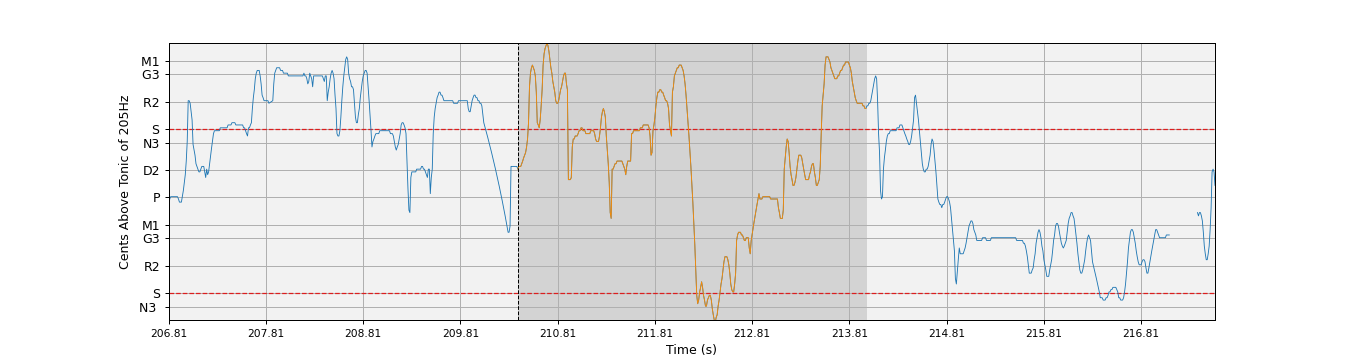 M1
G3
R2
S
N3
D2
P
M1
G3
R2
S
N3
Cents Above Tonic of 205Hz
206.81 207.81 208.81 209.81 210.81 211.81 212.81 213.81 214.81 215.81 216.81
Time (s)